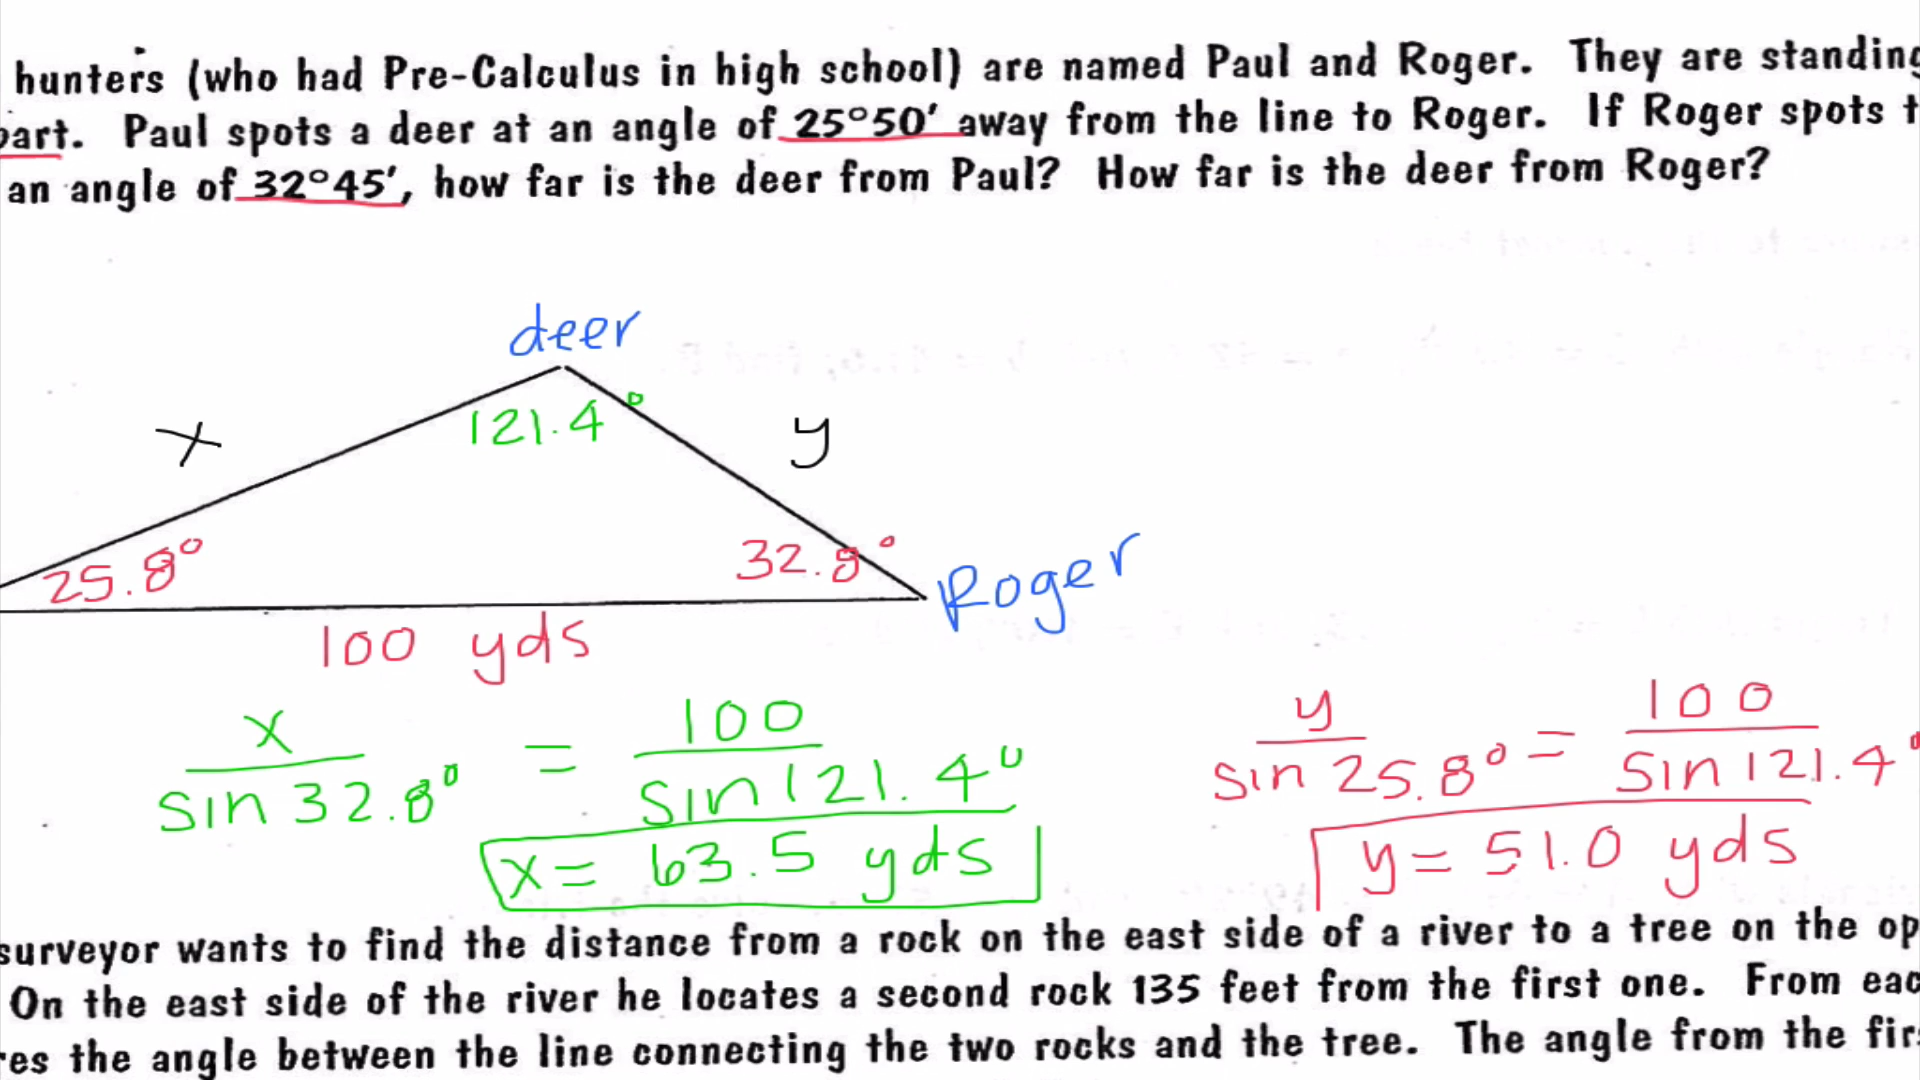 hunters (who had Pre-Calculus in high school) are named Paul and Roger. They are standing
part. Paul spots a deer at an angle of 25°50' away from the line to Roger. If Roger spots t
an angle of 32°45', how far is the deer from Paul? How far is the deer from Roger?
deer
121.4°
x
y
25.8°
32.8°
Roger
100 yds
x/sin 32.8° = 100/sin 121.4°
x = 63.5 yds
y/sin 25.8° = 100/sin 121.4°
y = 51.0 yds
surveyor wants to find the distance from a rock on the east side of a river to a tree on the op
On the east side of the river he locates a second rock 135 feet from the first one. From eac
res the angle between the line connecting the two rocks and the tree. The angle from the firs